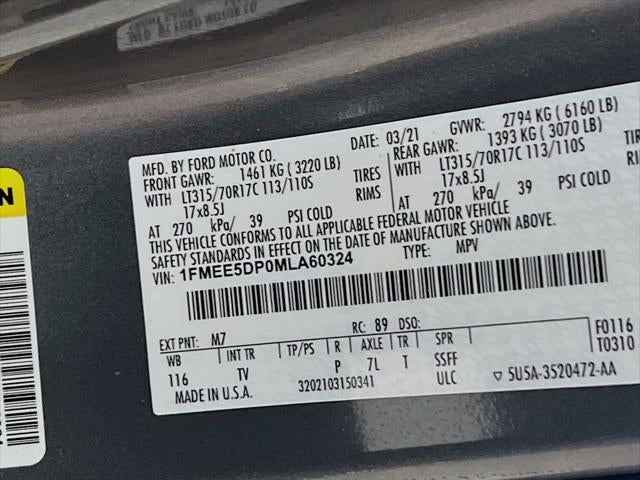 MFD. BY FORD MOTOR CO. DATE: 03/21 GVWR: 2794 KG ( 6160 LB)
FRONT GAWR: 1461 KG ( 3220 LB) REAR GAWR: 1393 KG ( 3070 LB)
WITH LT315/70R17C 113/110S TIRES WITH LT315/70R17C 113/110S TIRES
17x8.5J RIMS 17x8.5J
AT 270 kPa/ 39 PSI COLD AT 270 kPa/ 39 PSI COLD
THIS VEHICLE CONFORMS TO ALL APPLICABLE FEDERAL MOTOR VEHICLE
SAFETY STANDARDS IN EFFECT ON THE DATE OF MANUFACTURE SHOWN ABOVE.
VIN: 1FMEE5DP0MLA60324 TYPE: MPV
EXT PNT: M7 RC: 89 DSO: F0116
WB INT TR TP/PS R AXLE TR SPR T0310
116 TV P 7L T SSFF
MADE IN U.S.A. 3202103150341 ULC 5U5A-3520472-AA
N